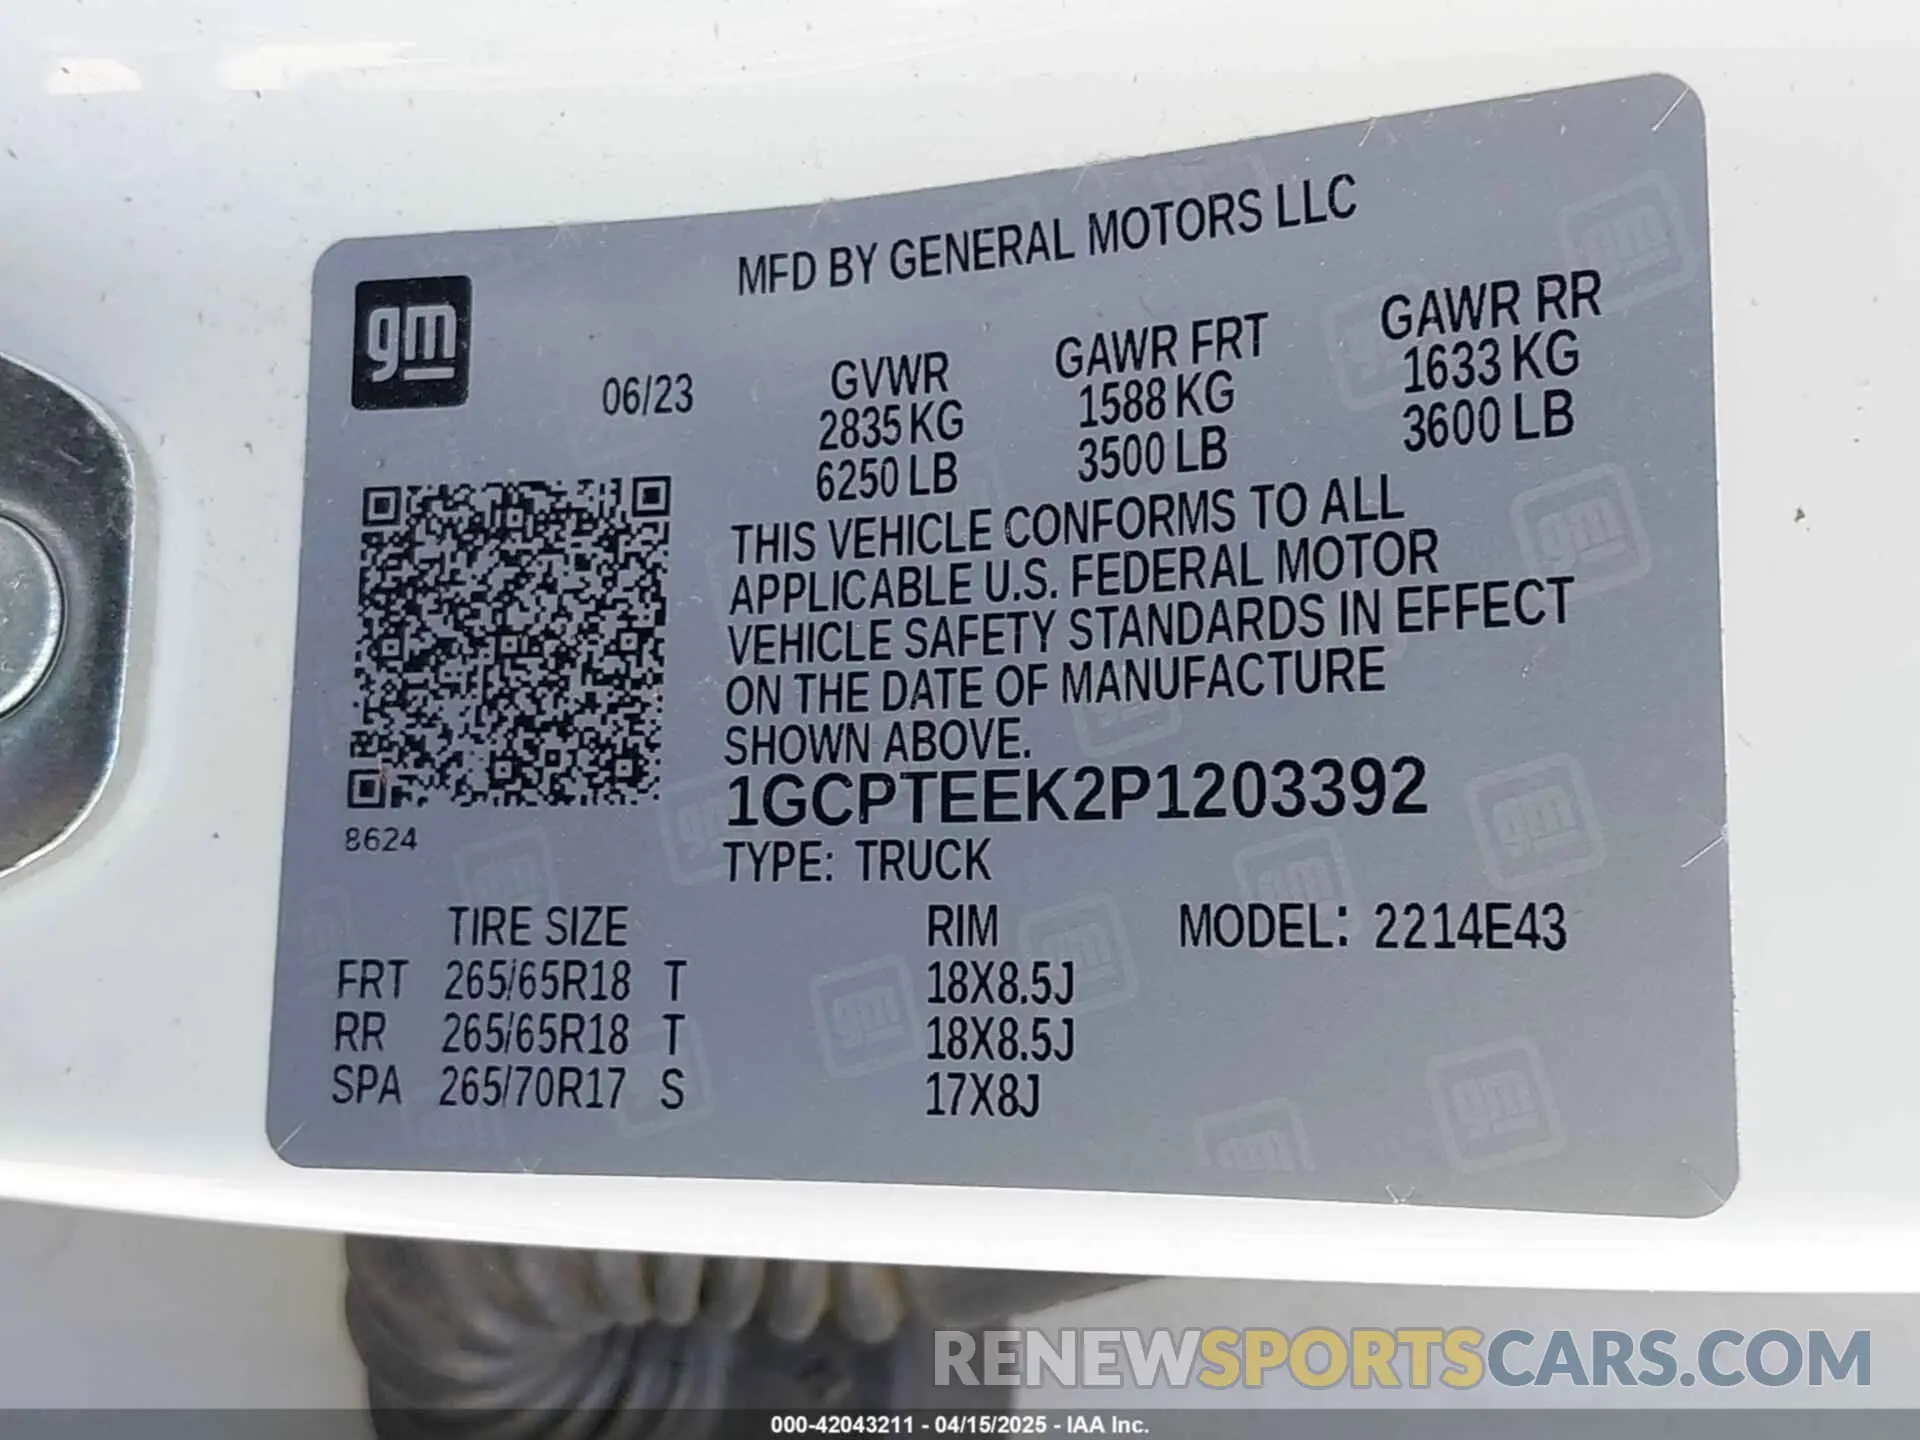 MFD BY GENERAL MOTORS LLC
gm
06/23
GVWR
2835 KG
6250 LB
GAWR FRT
1588 KG
3500 LB
GAWR RR
1633 KG
3600 LB
THIS VEHICLE CONFORMS TO ALL
APPLICABLE U.S. FEDERAL MOTOR
VEHICLE SAFETY STANDARDS IN EFFECT
ON THE DATE OF MANUFACTURE
SHOWN ABOVE.
1GCPTEEK2P1203392
8624
TYPE: TRUCK
TIRE SIZE RIM MODEL: 2214E43
FRT 265/65R18 T 18X8.5J
RR 265/65R18 T 18X8.5J
SPA 265/70R17 S 17X8J
RENEWSPORTSCARS.COM
000-42043211 - 04/15/2025 - IAA Inc.